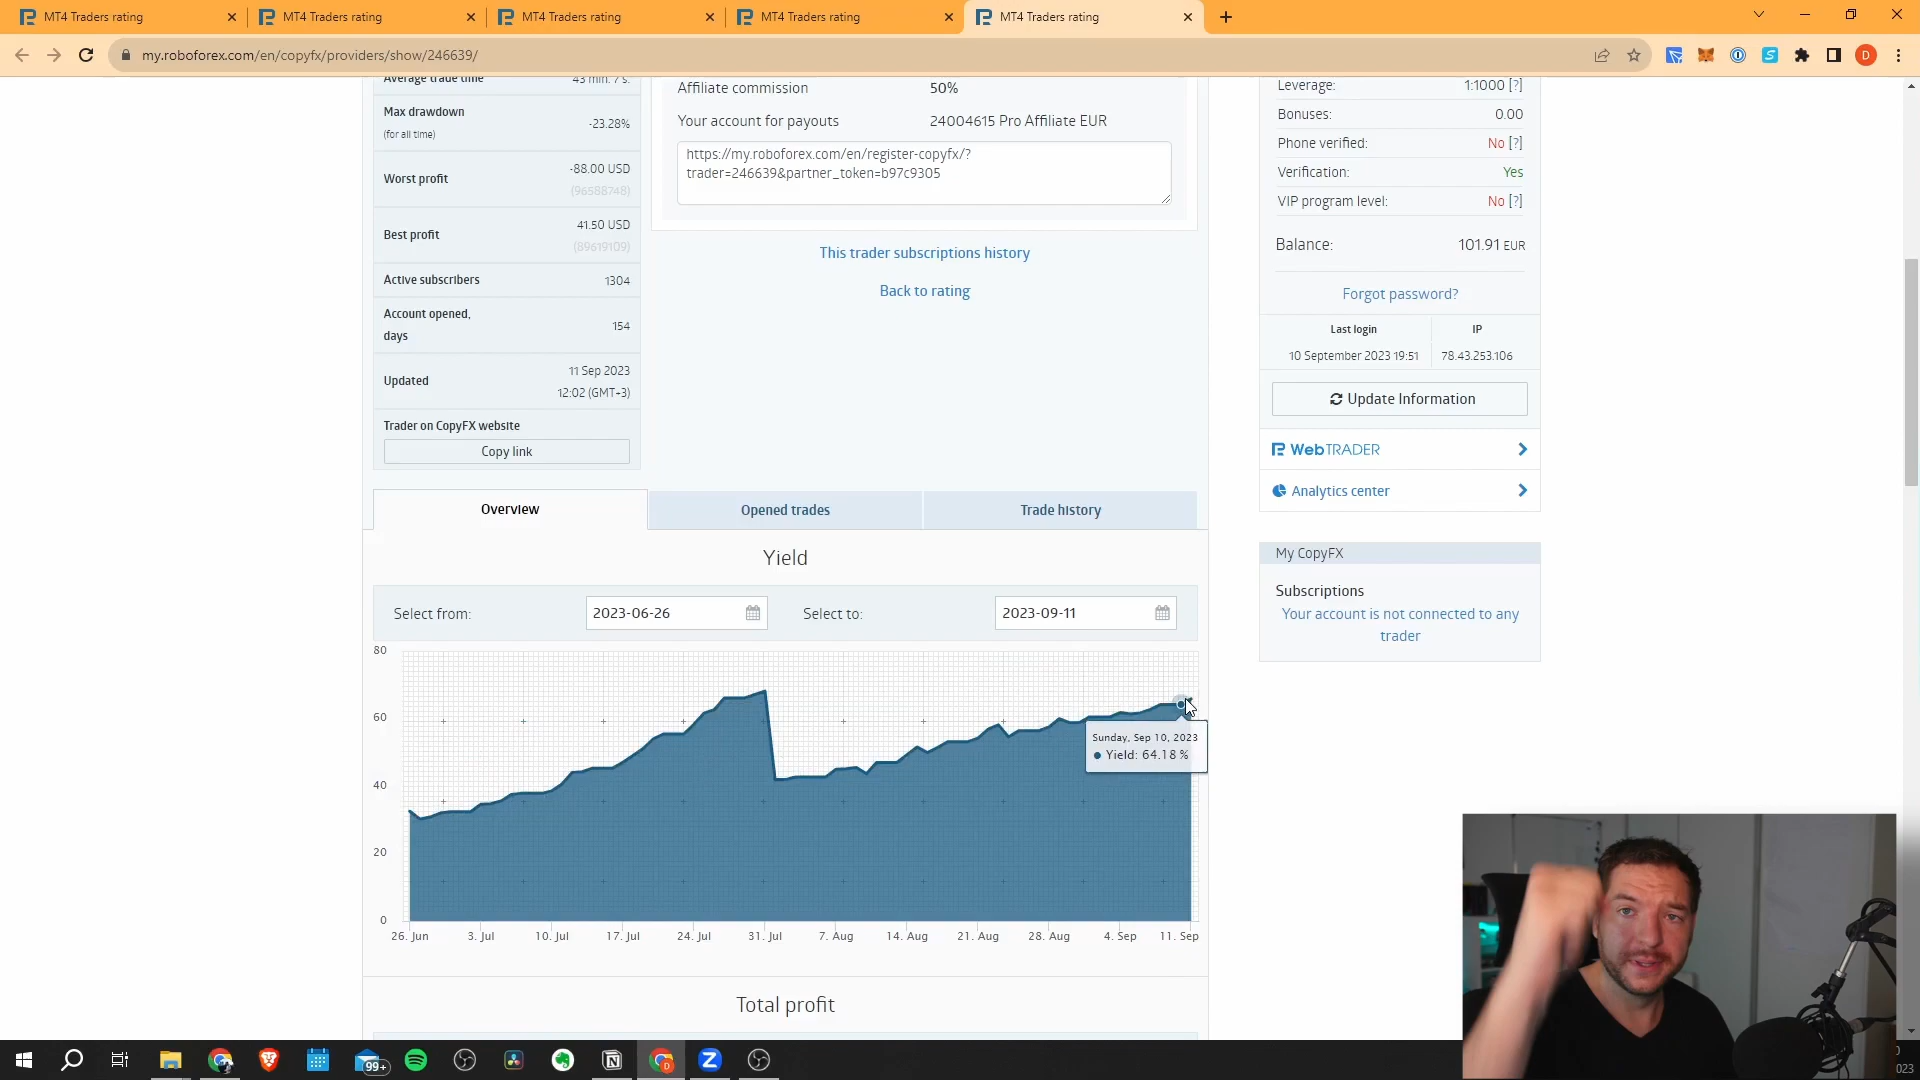 MT4 Traders rating
MT4 Traders rating
MT4 Traders rating
MT4 Traders rating
MT4 Traders rating
my.roboforex.com/en/copyfx/providers/show/246639/
Average trade time
43 min. 7 s.
Max drawdown
(for all time)
-23.28%
Worst profit
-88.00 USD
(96588748)
Best profit
41.50 USD
(89619109)
Active subscribers
1304
Account opened,
days
154
Updated
11 Sep 2023
12:02 (GMT+3)
Trader on CopyFX website
Copy link
Affiliate commission
50%
Your account for payouts
24004615 Pro Affiliate EUR
https://my.roboforex.com/en/register-copyfx/?
trader=246639&partner_token=b97c9305
This trader subscriptions history
Back to rating
Leverage:
1:1000 [?]
Bonuses:
0.00
Phone verified:
No [?]
Verification:
Yes
VIP program level:
No [?]
Balance:
101.91 EUR
Forgot password?
Last login
IP
10 September 2023 19:51
78.43.253.106
Update Information
WebTRADER
Analytics center
My CopyFX
Subscriptions
Your account is not connected to any
trader
Overview
Opened trades
Trade history
Yield
Select from:
2023-06-26
Select to:
2023-09-11
80
60
40
20
0
Sunday, Sep 10, 2023
Yield: 64.18 %
26. Jun
3. Jul
10. Jul
17. Jul
24. Jul
31. Jul
7. Aug
14. Aug
21. Aug
28. Aug
4. Sep
11. Sep
Total profit
99+
D
023